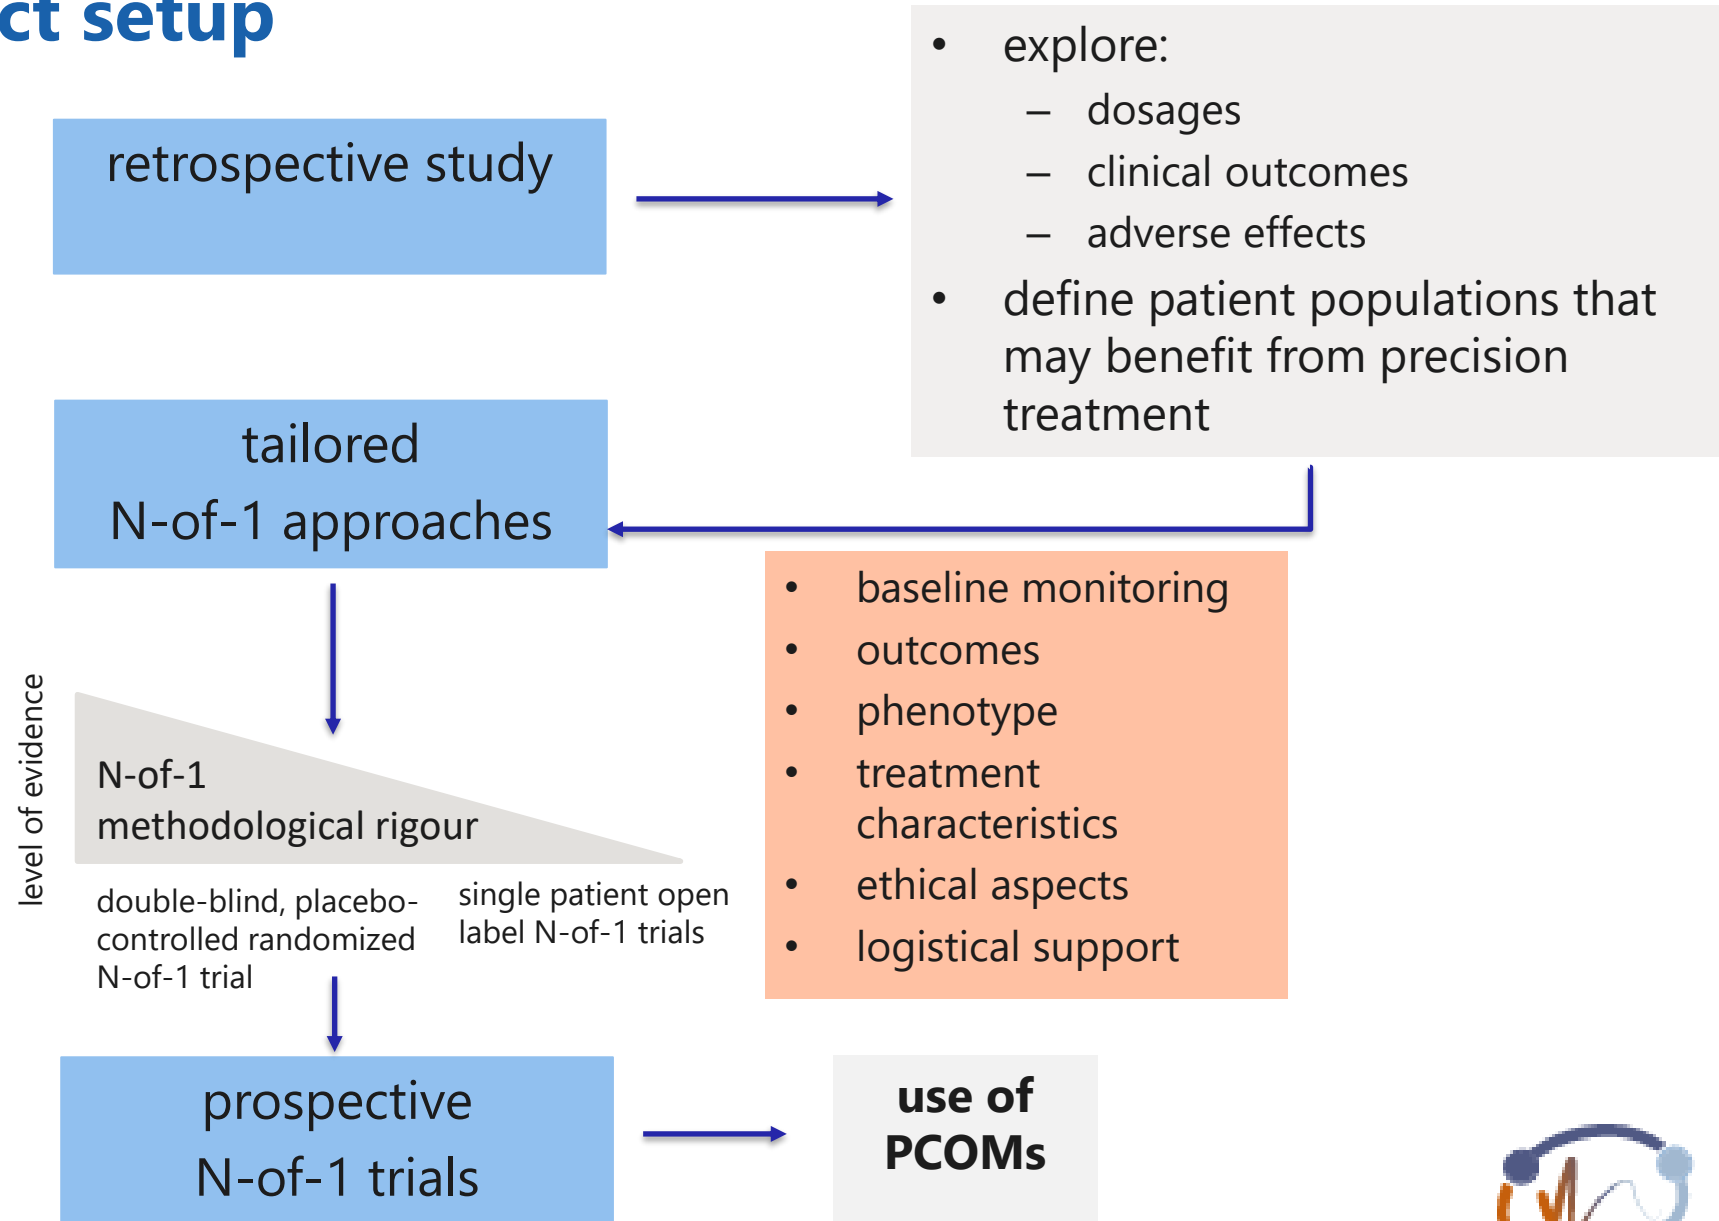 ct setup
retrospective study
• explore:
– dosages
– clinical outcomes
– adverse effects
• define patient populations that
may benefit from precision
treatment
tailored
N-of-1 approaches
• baseline monitoring
• outcomes
• phenotype
• treatment
characteristics
• ethical aspects
• logistical support
level of evidence
N-of-1
methodological rigour
double-blind, placebo-
controlled randomized
N-of-1 trial
single patient open
label N-of-1 trials
prospective
N-of-1 trials
use of
PCOMs